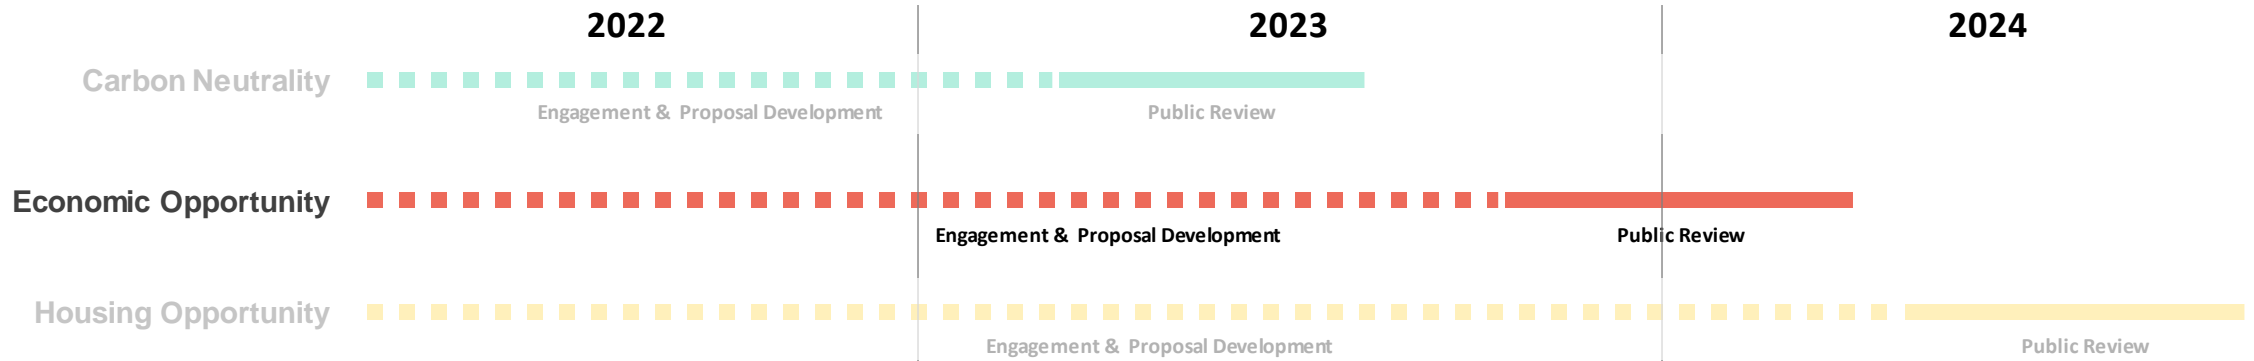 2022 2023 2024
Carbon Neutrality
Engagement & Proposal Development Public Review
Economic Opportunity
Engagement & Proposal Development Public Review
Housing Opportunity
Engagement & Proposal Development Public Review